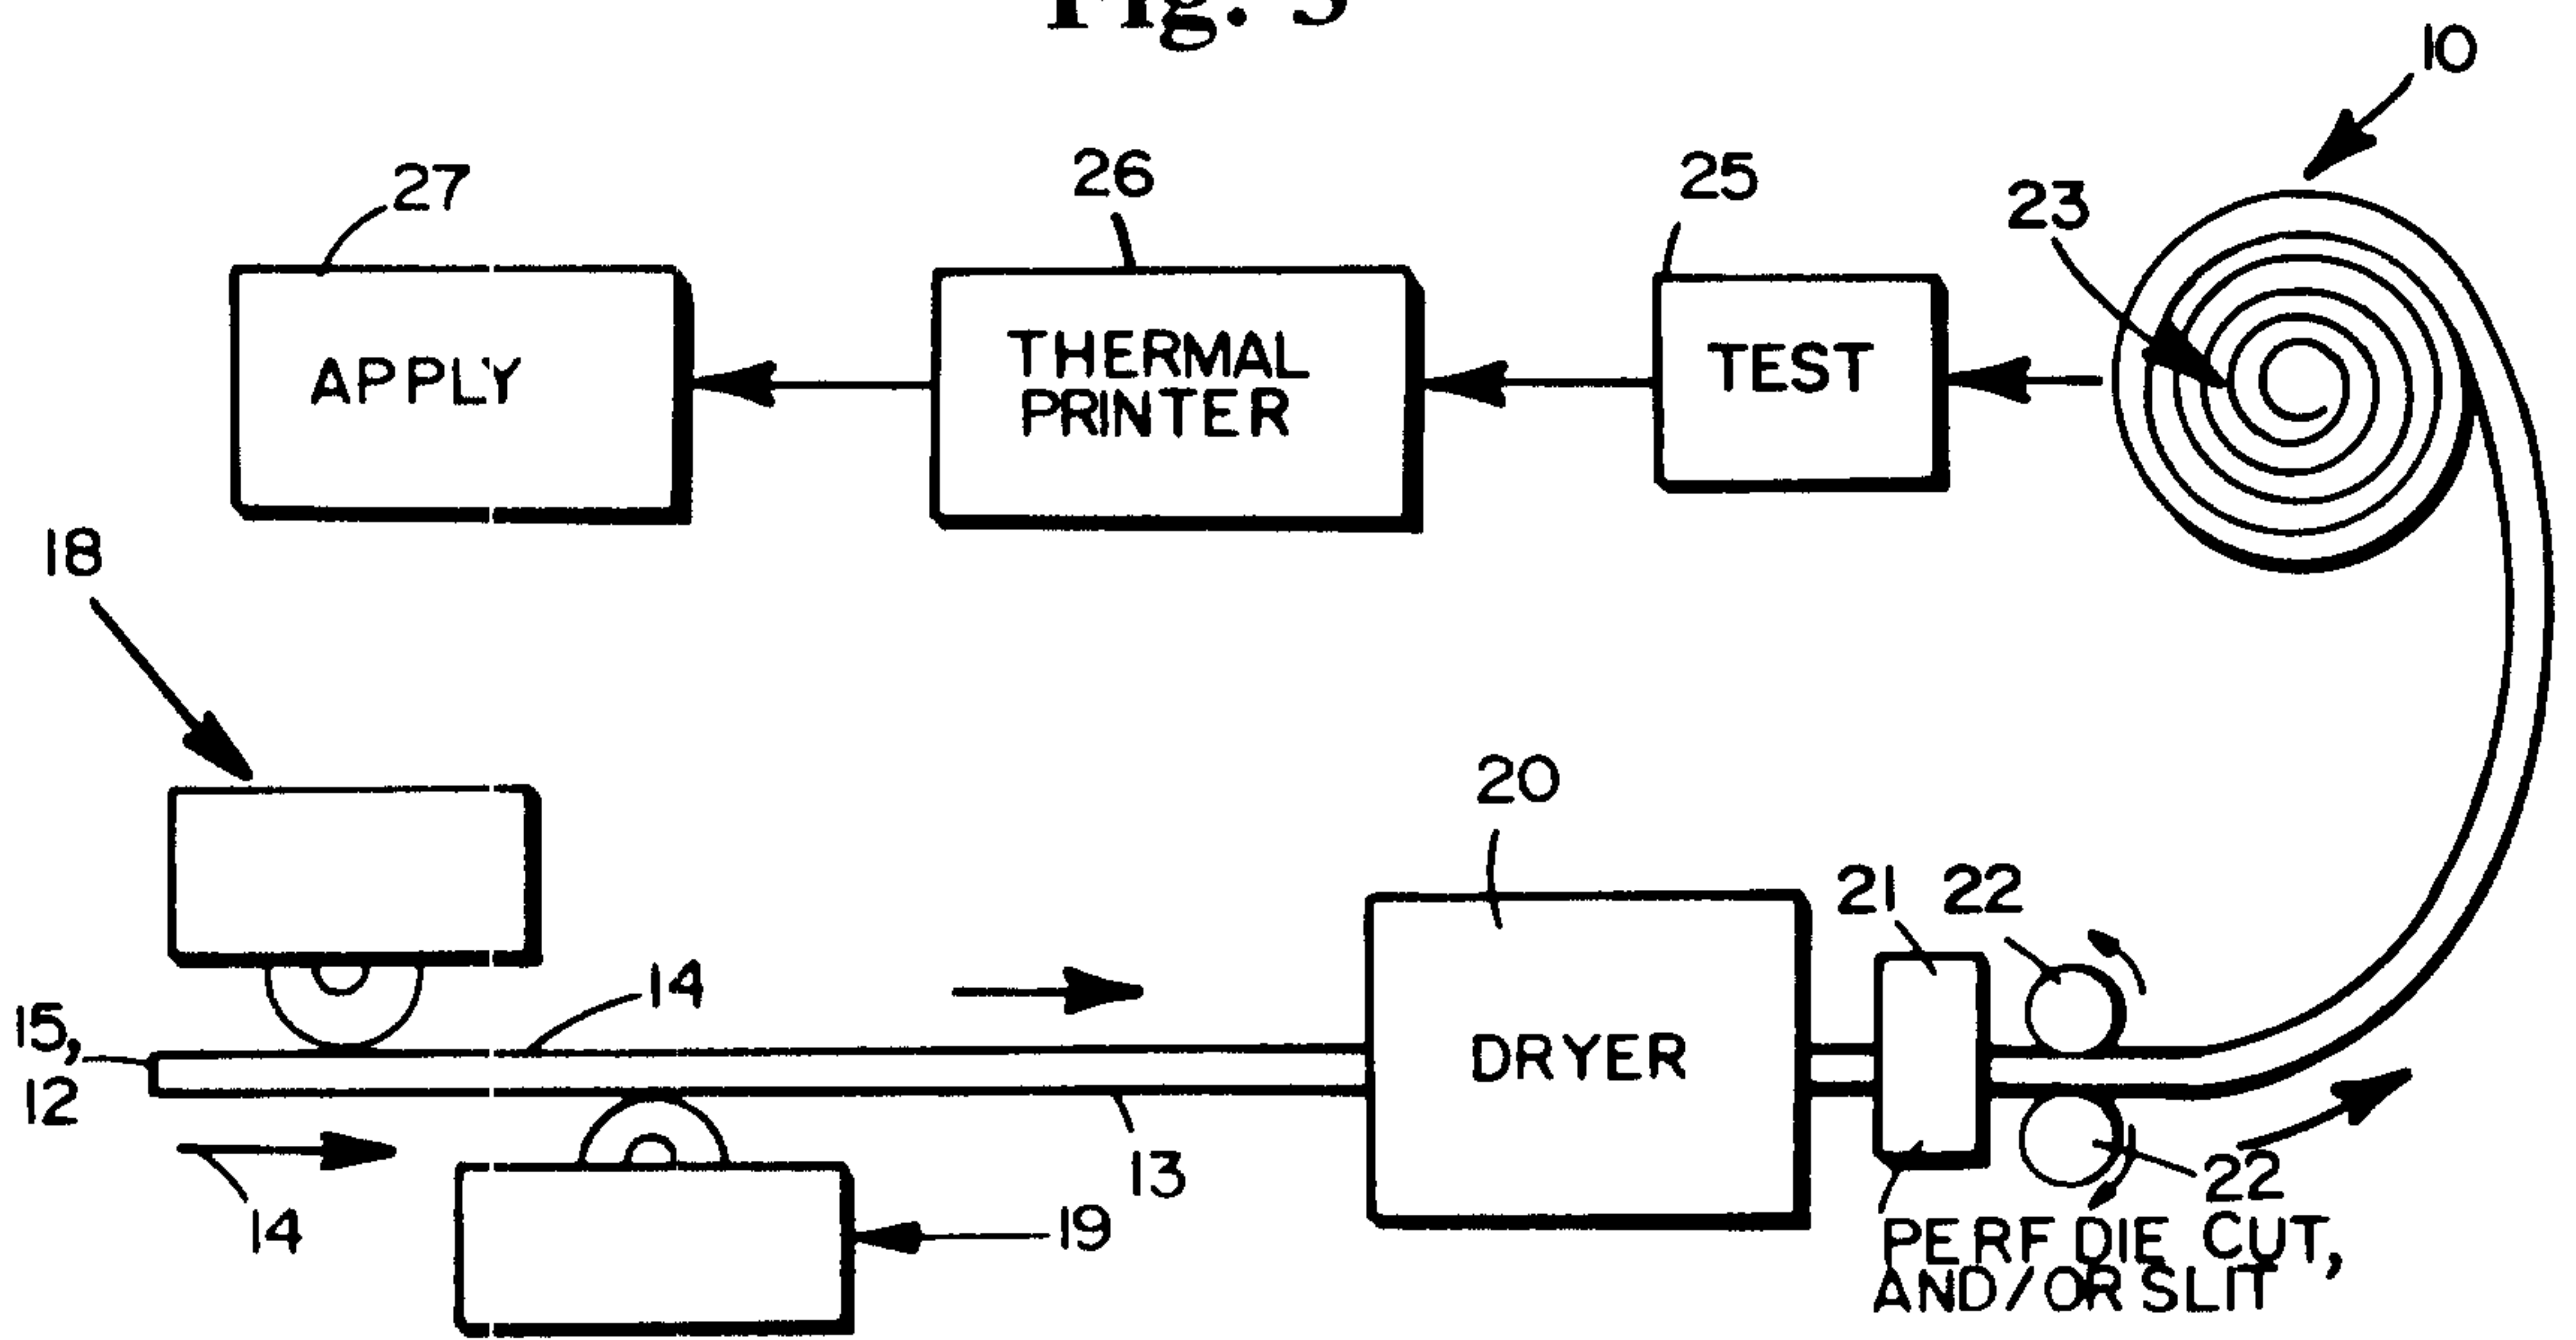 Fig. 3
10
27
26
25
23
APPLY
THERMAL
PRINTER
TEST
18
20
21
22
14
15,
12
DRYER
13
14
19
22
PERF DIE CUT,
AND/OR SLIT